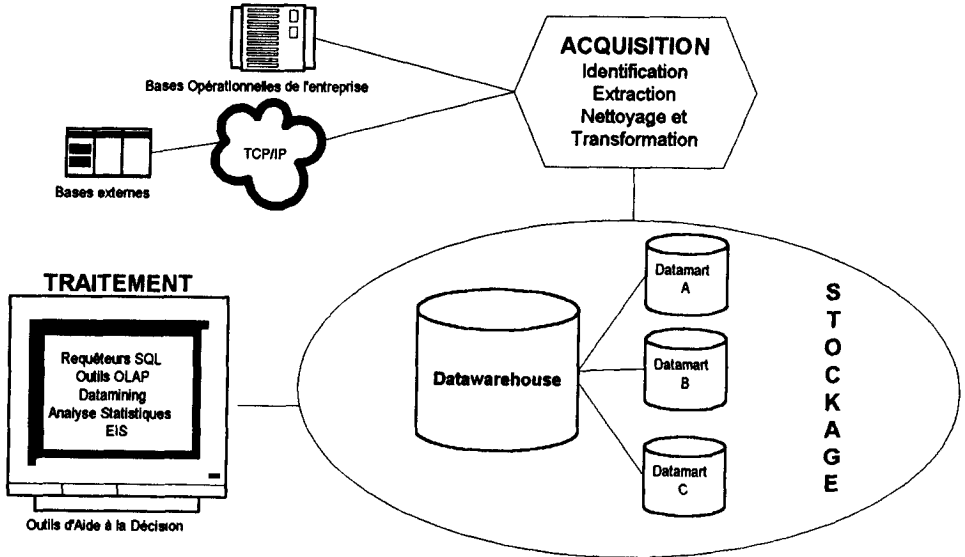 Bases Opérationnelles de l'entreprise
TCP/IP
Bases externes
ACQUISITION
Identification
Extraction
Nettoyage et
Transformation
TRAITEMENT
Requêteurs SQL
Outils OLAP
Datamining
Analyse Statistiques
EIS
Outils d'Aide à la Décision
Datawarehouse
Datamart
A
Datamart
B
Datamart
C
STOCKAGE